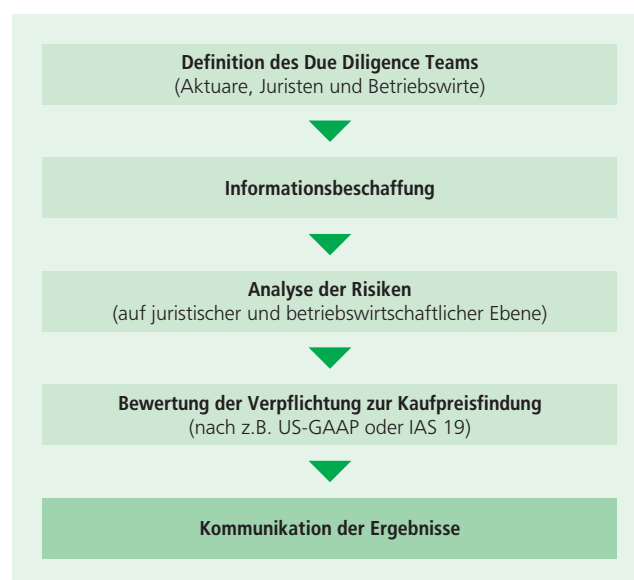 Definition des Due Diligence Teams
(Aktuare, Juristen und Betriebswirte)
Informationsbeschaffung
Analyse der Risiken
(auf juristischer und betriebswirtschaftlicher Ebene)
Bewertung der Verpflichtung zur Kaufpreisfindung
(nach z.B. US-GAAP oder IAS 19)
Kommunikation der Ergebnisse